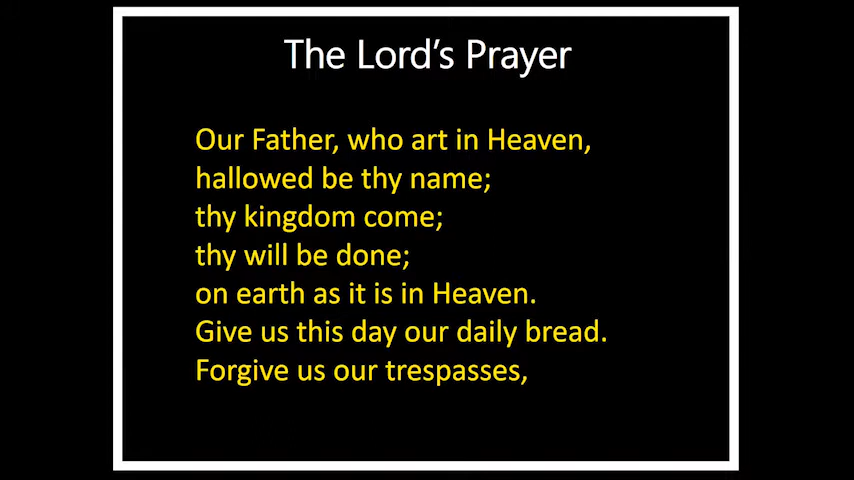 The Lord’s Prayer
Our Father, who art in Heaven,
hallowed be thy name;
thy kingdom come;
thy will be done;
on earth as it is in Heaven.
Give us this day our daily bread.
Forgive us our trespasses,